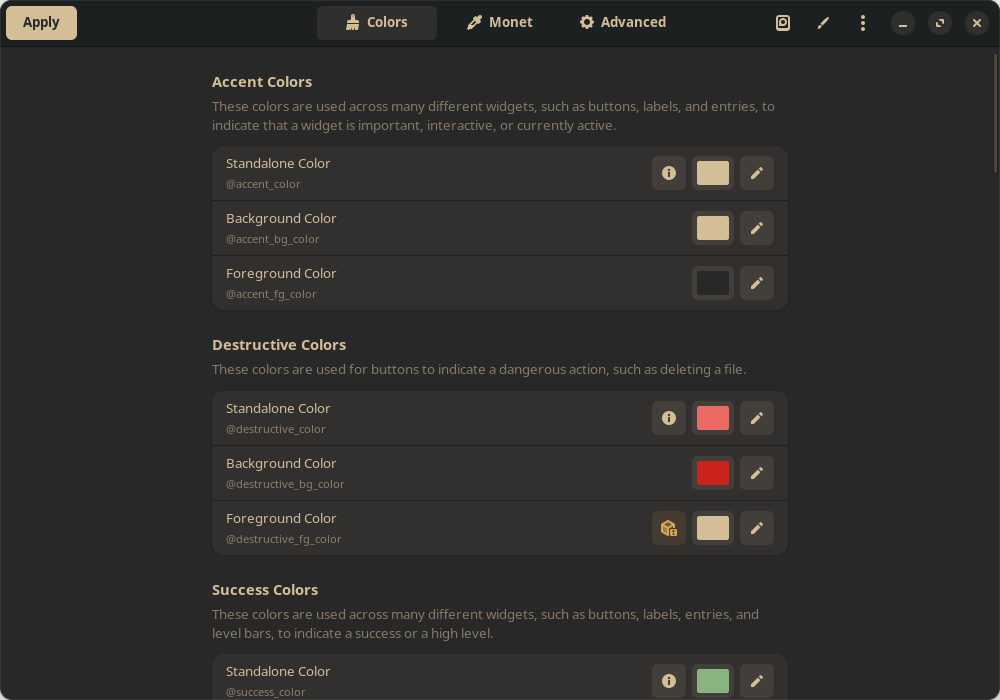 Apply
Colors
Monet
Advanced
Accent Colors
These colors are used across many different widgets, such as buttons, labels, and entries, to
indicate that a widget is important, interactive, or currently active.
Standalone Color
@accent_color
Background Color
@accent_bg_color
Foreground Color
@accent_fg_color
Destructive Colors
These colors are used for buttons to indicate a dangerous action, such as deleting a file.
Standalone Color
@destructive_color
Background Color
@destructive_bg_color
Foreground Color
@destructive_fg_color
Success Colors
These colors are used across many different widgets, such as buttons, labels, entries, and
level bars, to indicate a success or a high level.
Standalone Color
@success_color